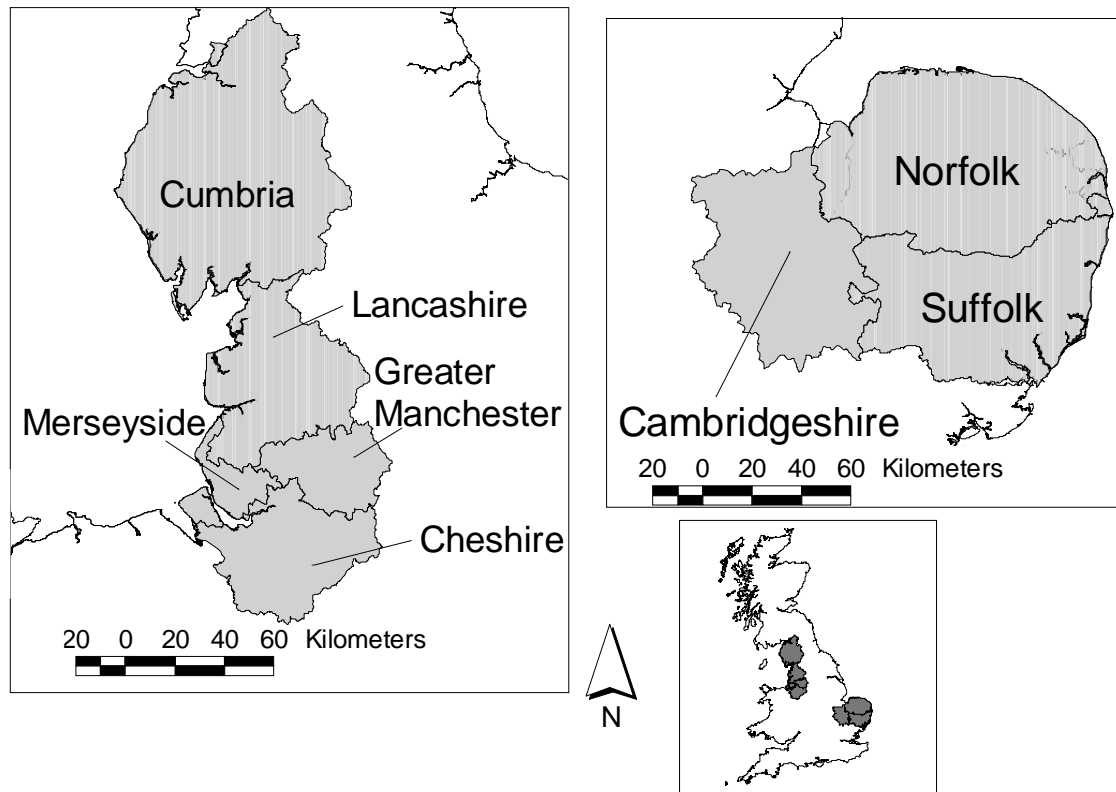 Cumbria
Lancashire
Greater
Manchester
Merseyside
Cheshire
20 0 20 40 60 Kilometers
Norfolk
Suffolk
Cambridgeshire
20 0 20 40 60 Kilometers
N